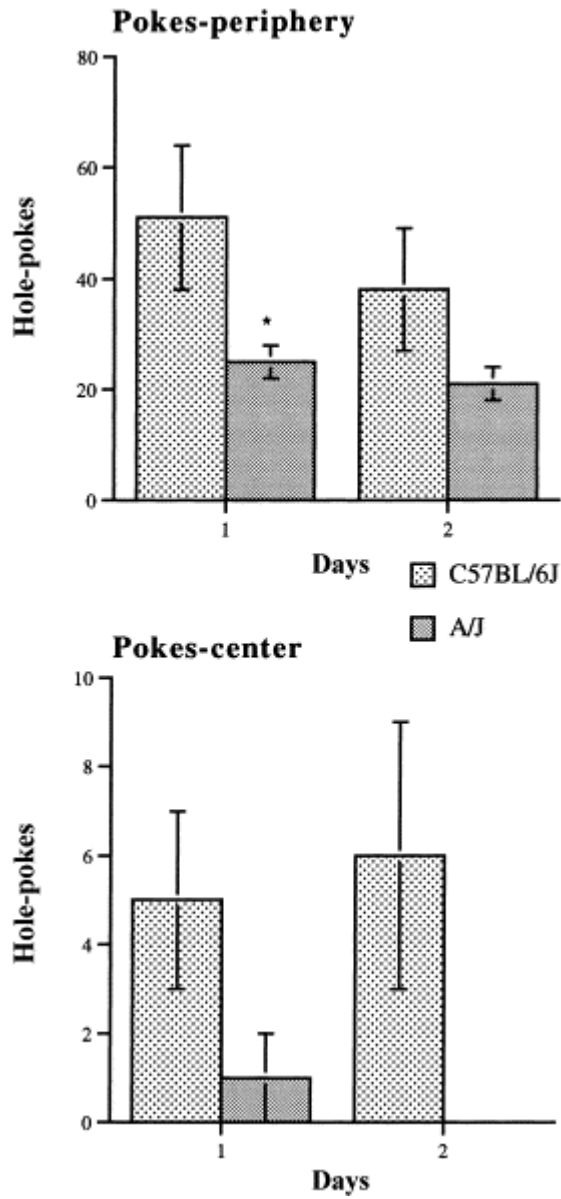 Pokes-periphery
80
60
40
20
0
Hole-pokes
*
1 2
Days
C57BL/6J
A/J
Pokes-center
10
8
6
4
2
0
Hole-pokes
1 2
Days